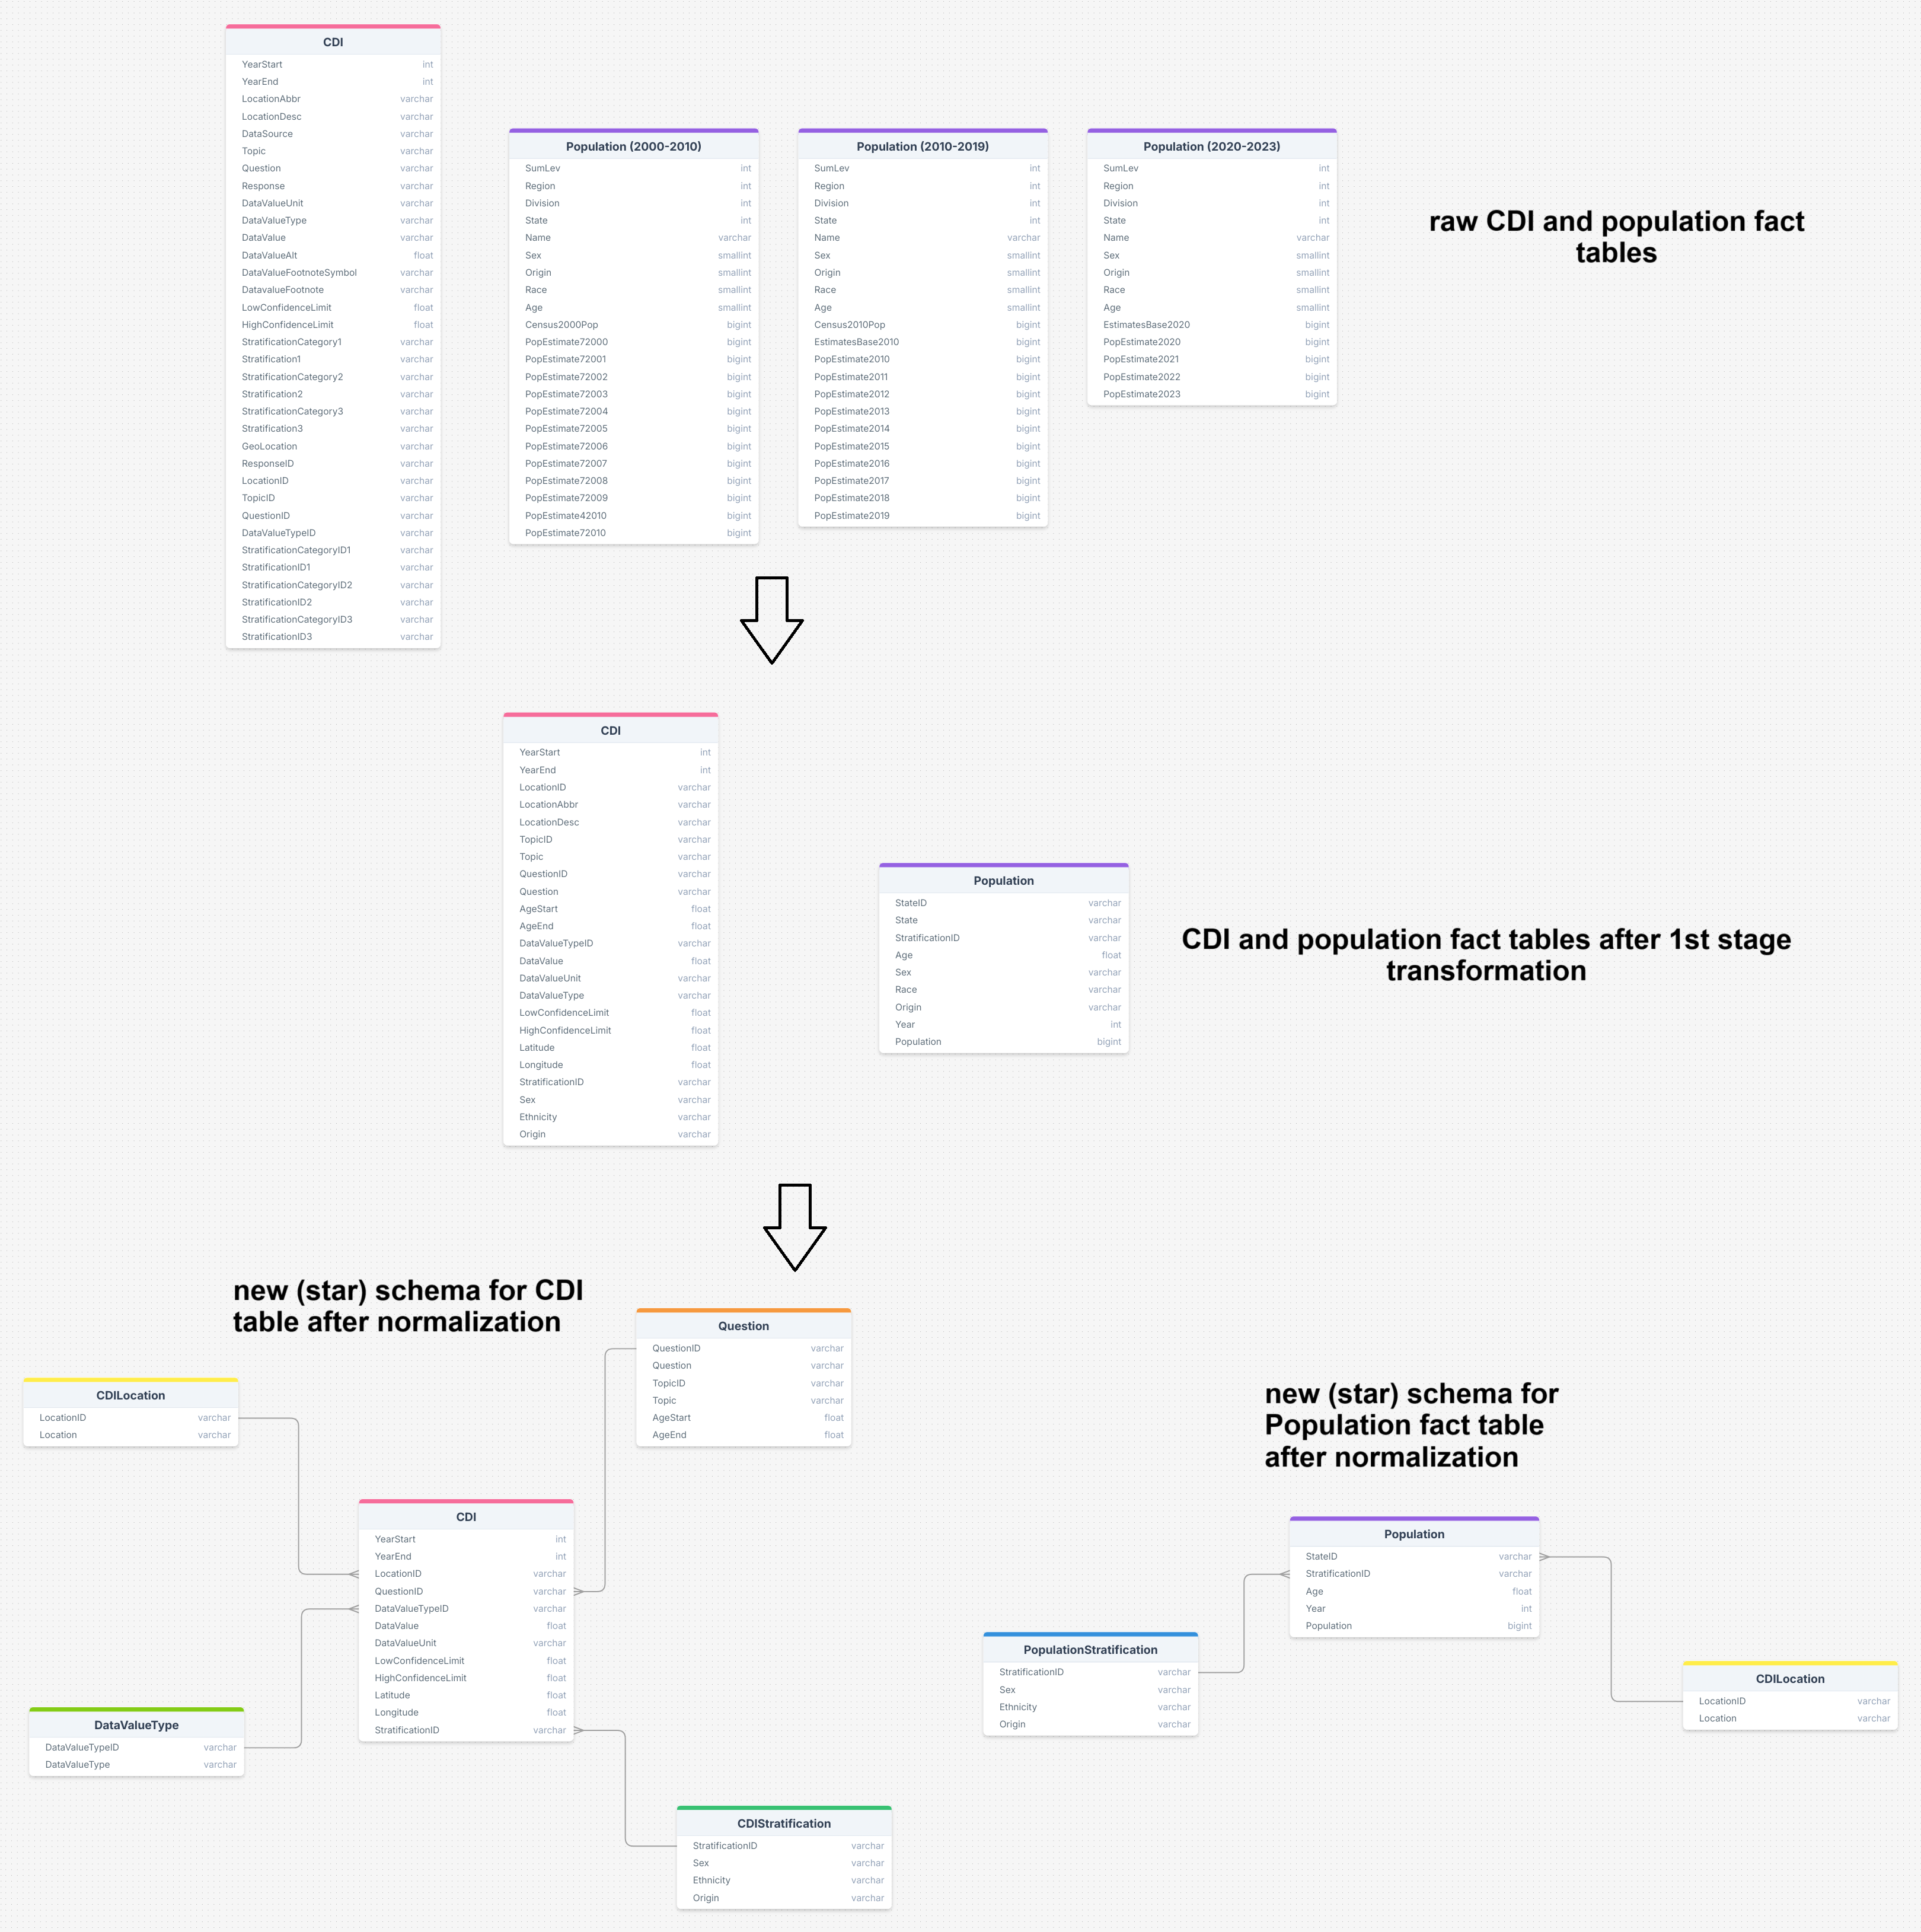 CDI
YearStart int
YearEnd int
LocationAbbr varchar
LocationDesc varchar
DataSource varchar
Topic varchar
Question varchar
Response varchar
DataValueUnit varchar
DataValueType varchar
DataValue varchar
DataValueAlt float
DataValueFootnoteSymbol varchar
DatavalueFootnote varchar
LowConfidenceLimit float
HighConfidenceLimit float
StratificationCategory1 varchar
Stratification1 varchar
StratificationCategory2 varchar
Stratification2 varchar
StratificationCategory3 varchar
Stratification3 varchar
GeoLocation varchar
ResponseID varchar
LocationID varchar
TopicID varchar
QuestionID varchar
DataValueTypeID varchar
StratificationCategoryID1 varchar
StratificationID1 varchar
StratificationCategoryID2 varchar
StratificationID2 varchar
StratificationCategoryID3 varchar
StratificationID3 varchar
Population (2000-2010)
SumLev int
Region int
Division int
State int
Name varchar
Sex smallint
Origin smallint
Race smallint
Age smallint
Census2000Pop bigint
PopEstimate72000 bigint
PopEstimate72001 bigint
PopEstimate72002 bigint
PopEstimate72003 bigint
PopEstimate72004 bigint
PopEstimate72005 bigint
PopEstimate72006 bigint
PopEstimate72007 bigint
PopEstimate72008 bigint
PopEstimate72009 bigint
PopEstimate42010 bigint
PopEstimate72010 bigint
Population (2010-2019)
SumLev int
Region int
Division int
State int
Name varchar
Sex smallint
Origin smallint
Race smallint
Age smallint
Census2010Pop bigint
EstimatesBase2010 bigint
PopEstimate2010 bigint
PopEstimate2011 bigint
PopEstimate2012 bigint
PopEstimate2013 bigint
PopEstimate2014 bigint
PopEstimate2015 bigint
PopEstimate2016 bigint
PopEstimate2017 bigint
PopEstimate2018 bigint
PopEstimate2019 bigint
Population (2020-2023)
SumLev int
Region int
Division int
State int
Name varchar
Sex smallint
Origin smallint
Race smallint
Age smallint
EstimatesBase2020 bigint
PopEstimate2020 bigint
PopEstimate2021 bigint
PopEstimate2022 bigint
PopEstimate2023 bigint
raw CDI and population fact
tables
CDI
YearStart int
YearEnd int
LocationID varchar
LocationAbbr varchar
LocationDesc varchar
TopicID varchar
Topic varchar
QuestionID varchar
Question varchar
AgeStart float
AgeEnd float
DataValueTypeID varchar
DataValue float
DataValueUnit varchar
DataValueType varchar
LowConfidenceLimit float
HighConfidenceLimit float
Latitude float
Longitude float
StratificationID varchar
Sex varchar
Ethnicity varchar
Origin varchar
Population
StateID varchar
State varchar
StratificationID varchar
Age float
Sex varchar
Race varchar
Origin varchar
Year int
Population bigint
CDI and population fact tables after 1st stage
transformation
new (star) schema for CDI
table after normalization
Question
QuestionID varchar
Question varchar
TopicID varchar
Topic varchar
AgeStart float
AgeEnd float
CDILocation
LocationID varchar
Location varchar
CDI
YearStart int
YearEnd int
LocationID varchar
QuestionID varchar
DataValueTypeID varchar
DataValue float
DataValueUnit varchar
LowConfidenceLimit float
HighConfidenceLimit float
Latitude float
Longitude float
StratificationID varchar
DataValueType
DataValueTypeID varchar
DataValueType varchar
CDIStratification
StratificationID varchar
Sex varchar
Ethnicity varchar
Origin varchar
new (star) schema for
Population fact table
after normalization
Population
StateID varchar
StratificationID varchar
Age float
Year int
Population bigint
PopulationStratification
StratificationID varchar
Sex varchar
Ethnicity varchar
Origin varchar
CDILocation
LocationID varchar
Location varchar